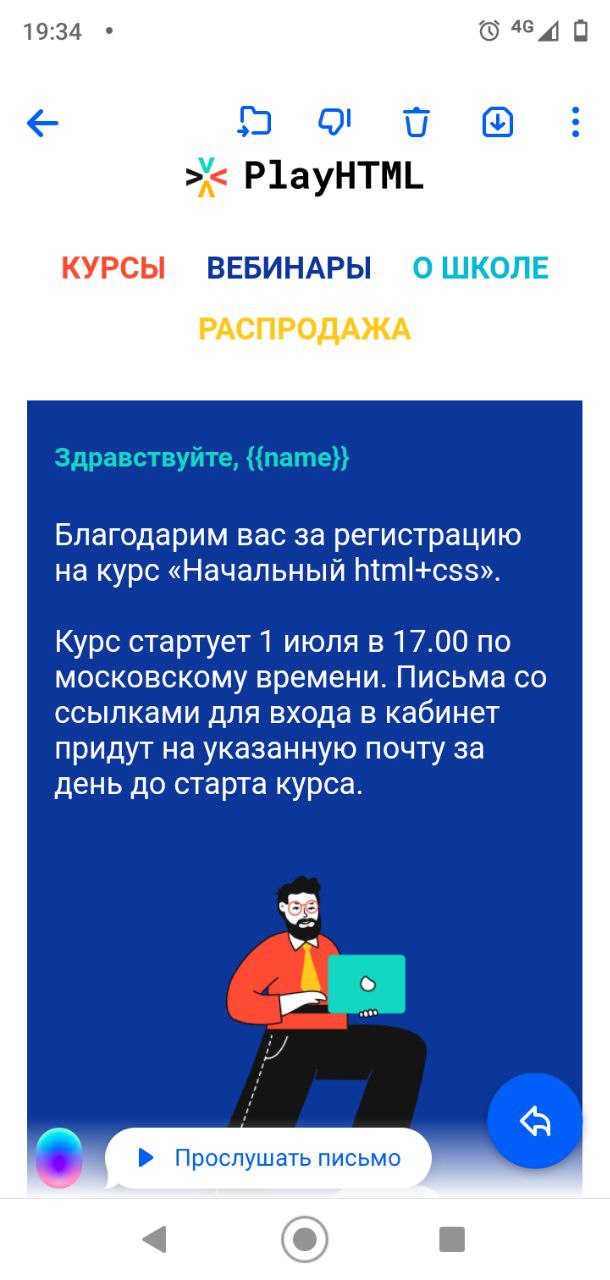 19:34
4G
PlayHTML
КУРСЫ ВЕБИНАРЫ О ШКОЛЕ
РАСПРОДАЖА
Здравствуйте, {{name}}
Благодарим вас за регистрацию
на курс «Начальный html+css».
Курс стартует 1 июля в 17.00 по
московскому времени. Письма со
ссылками для входа в кабинет
придут на указанную почту за
день до старта курса.
Прослушать письмо